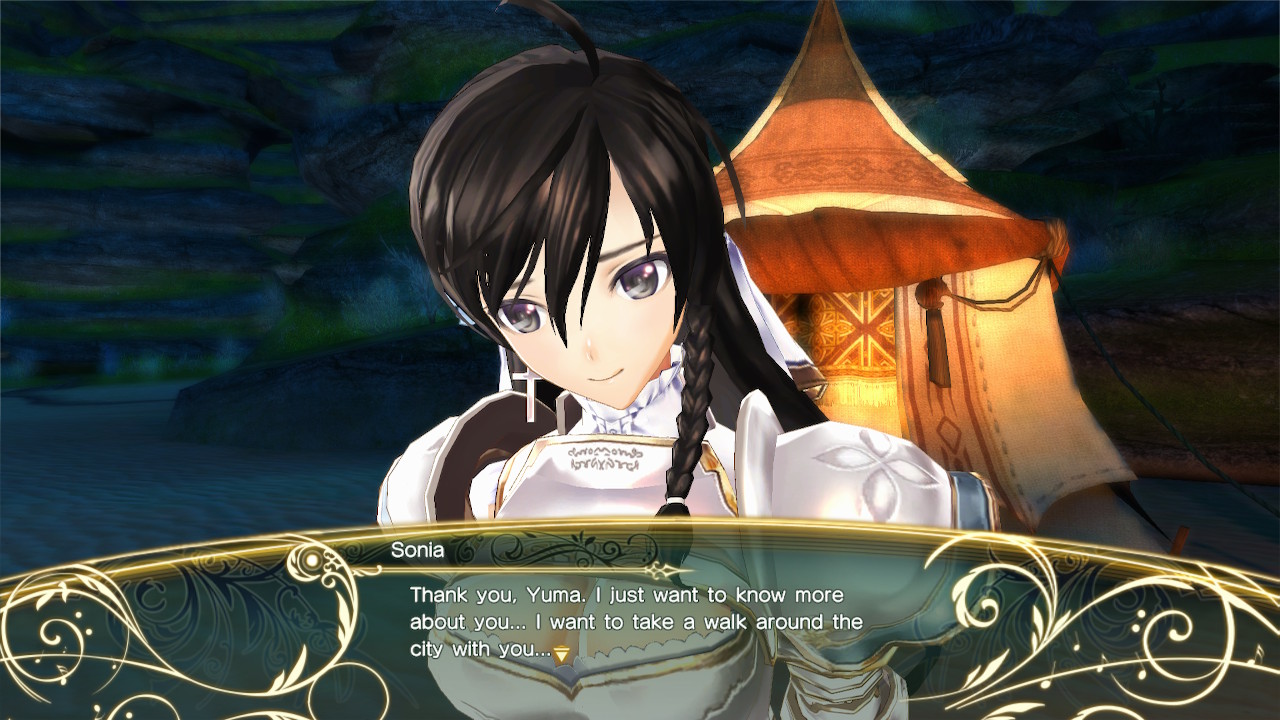 Sonia
Thank you, Yuma. I just want to know more
about you... I want to take a walk around the
city with you...